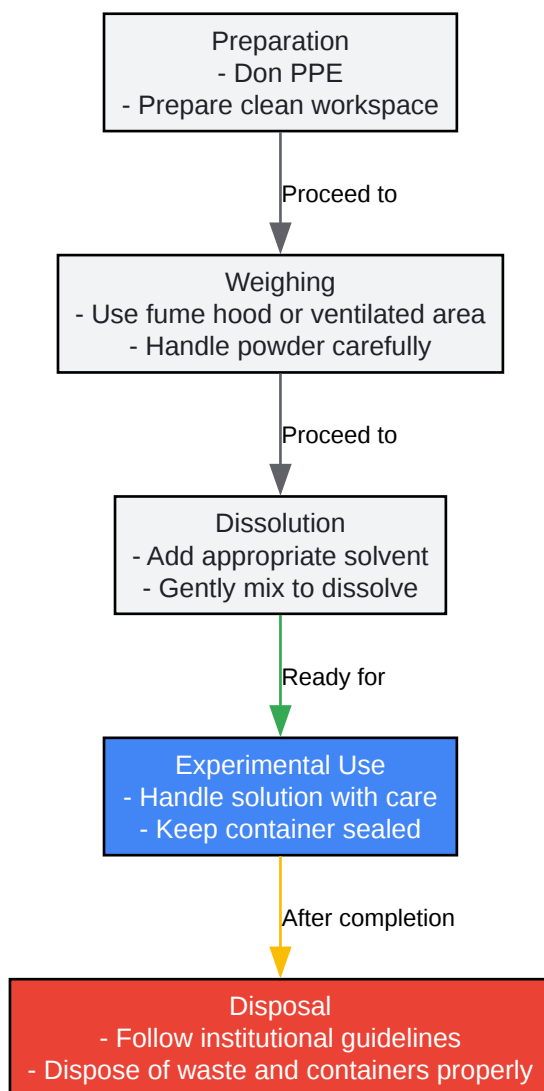 Preparation
- Don PPE
- Prepare clean workspace
Proceed to
Weighing
- Use fume hood or ventilated area
- Handle powder carefully
Proceed to
Dissolution
- Add appropriate solvent
- Gently mix to dissolve
Ready for
Experimental Use
- Handle solution with care
- Keep container sealed
After completion
Disposal
- Follow institutional guidelines
- Dispose of waste and containers properly